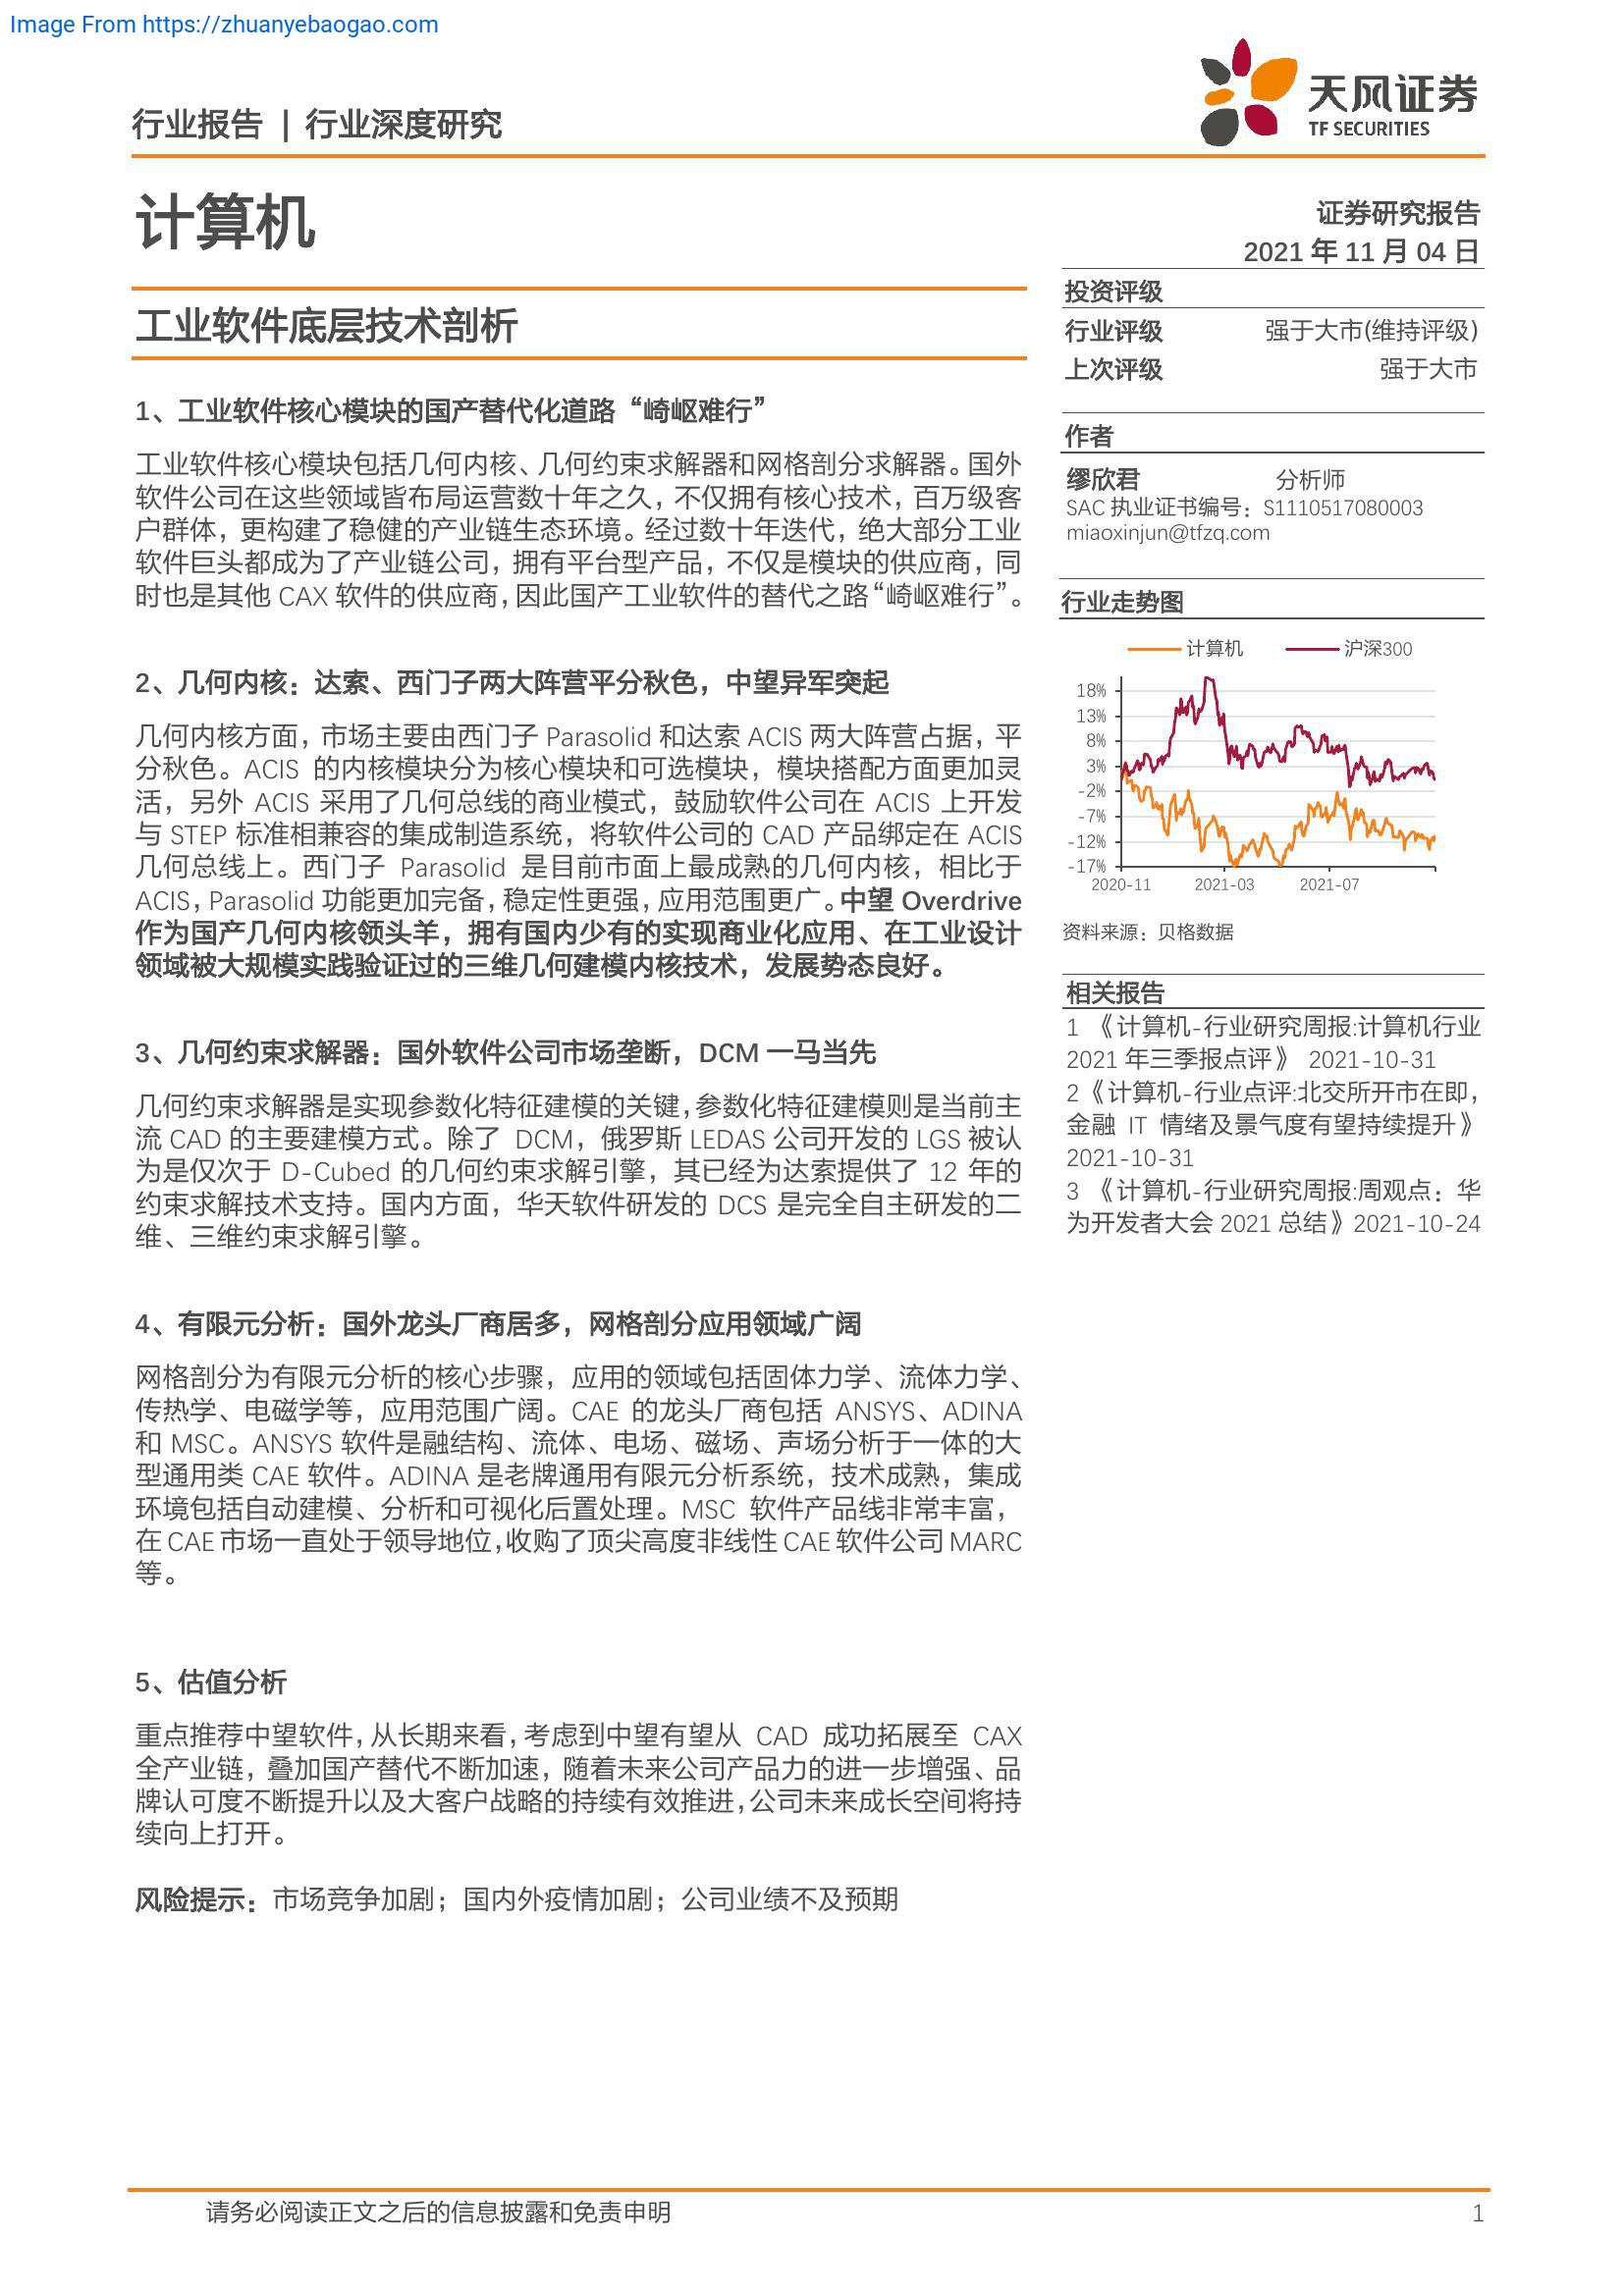 Image From https://zhuanyebaogao.com
行业报告 | 行业深度研究
天风证券
TF SECURITIES
计算机
工业软件底层技术剖析
1、工业软件核心模块的国产替代化道路“崎岖难行”
工业软件核心模块包括几何内核、几何约束求解器和网格剖分求解器。国外
软件公司在这些领域皆布局运营数十年之久，不仅拥有核心技术，百万级客
户群体，更构建了稳健的产业链生态环境。经过数十年迭代，绝大部分工业
软件巨头都成为了产业链公司，拥有平台型产品，不仅是模块的供应商，同
时也是其他 CAX 软件的供应商，因此国产工业软件的替代之路“崎岖难行”。
2、几何内核：达索、西门子两大阵营平分秋色，中望异军突起
几何内核方面，市场主要由西门子 Parasolid 和达索 ACIS 两大阵营占据，平
分秋色。ACIS 的内核模块分为核心模块和可选模块，模块搭配方面更加灵
活，另外 ACIS 采用了几何总线的商业模式，鼓励软件公司在 ACIS 上开发
与 STEP 标准相兼容的集成制造系统，将软件公司的 CAD 产品绑定在 ACIS
几何总线上。西门子 Parasolid 是目前市面上最成熟的几何内核，相比于
ACIS，Parasolid 功能更加完备，稳定性更强，应用范围更广。中望 Overdrive
作为国产几何内核领头羊，拥有国内少有的实现商业化应用、在工业设计
领域被大规模实践验证过的三维几何建模内核技术，发展势态良好。
3、几何约束求解器：国外软件公司市场垄断，DCM 一马当先
几何约束求解器是实现参数化特征建模的关键，参数化特征建模则是当前主
流 CAD 的主要建模方式。除了 DCM，俄罗斯 LEDAS 公司开发的 LGS 被认
为是仅次于 D-Cubed 的几何约束求解引擎，其已经为达索提供了 12 年的
约束求解技术支持。国内方面，华天软件研发的 DCS 是完全自主研发的二
维、三维约束求解引擎。
4、有限元分析：国外龙头厂商居多，网格剖分应用领域广阔
网格剖分为有限元分析的核心步骤，应用的领域包括固体力学、流体力学、
传热学、电磁学等，应用范围广阔。CAE 的龙头厂商包括 ANSYS、ADINA
和 MSC。ANSYS 软件是融结构、流体、电场、磁场、声场分析于一体的大
型通用类 CAE 软件。ADINA 是老牌通用有限元分析系统，技术成熟，集成
环境包括自动建模、分析和可视化后置处理。MSC 软件产品线非常丰富，
在 CAE 市场一直处于领导地位，收购了顶尖高度非线性 CAE 软件公司 MARC
等。
5、估值分析
重点推荐中望软件，从长期来看，考虑到中望有望从 CAD 成功拓展至 CAX
全产业链，叠加国产替代不断加速，随着未来公司产品力的进一步增强、品
牌认可度不断提升以及大客户战略的持续有效推进，公司未来成长空间将持
续向上打开。
风险提示：市场竞争加剧；国内外疫情加剧；公司业绩不及预期
证券研究报告
2021 年 11 月 04 日
投资评级
行业评级 强于大市(维持评级)
上次评级 强于大市
作者
缪欣君 分析师
SAC 执业证书编号：S1110517080003
miaoxinjun@tfzq.com
行业走势图
计算机 沪深300
18%
13%
8%
3%
-2%
-7%
-12%
-17%
2020-11 2021-03 2021-07
资料来源：贝格数据
相关报告
1 《计算机-行业研究周报:计算机行业
2021 年三季报点评》 2021-10-31
2《计算机-行业点评:北交所开市在即，
金融 IT 情绪及景气度有望持续提升》
2021-10-31
3 《计算机-行业研究周报:周观点：华
为开发者大会 2021 总结》2021-10-24
请务必阅读正文之后的信息披露和免责申明 1